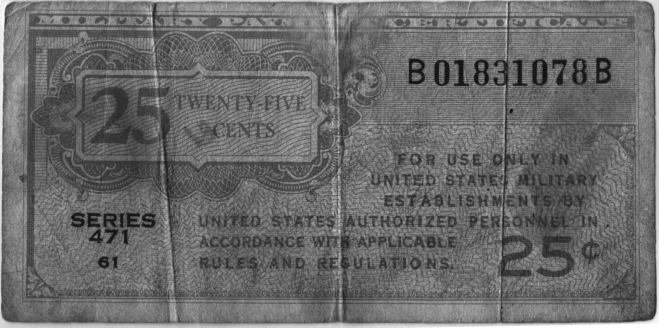 MILITARY PAYMENT CERTIFICATE
B01831078B
25 TWENTY-FIVE
CENTS
FOR USE ONLY IN
UNITED STATES MILITARY
ESTABLISHMENTS BY
UNITED STATES AUTHORIZED PERSONNEL IN
ACCORDANCE WITH APPLICABLE
RULES AND REGULATIONS.
SERIES
471
61
25¢